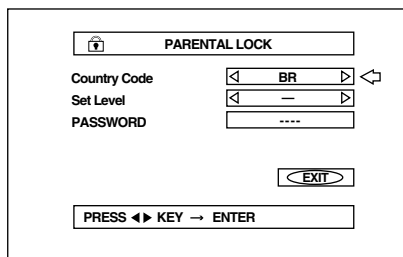 PARENTAL LOCK
Country Code ◁ BR ▷
Set Level ◁ — ▷
PASSWORD ----
EXIT
PRESS ◀▶ KEY → ENTER